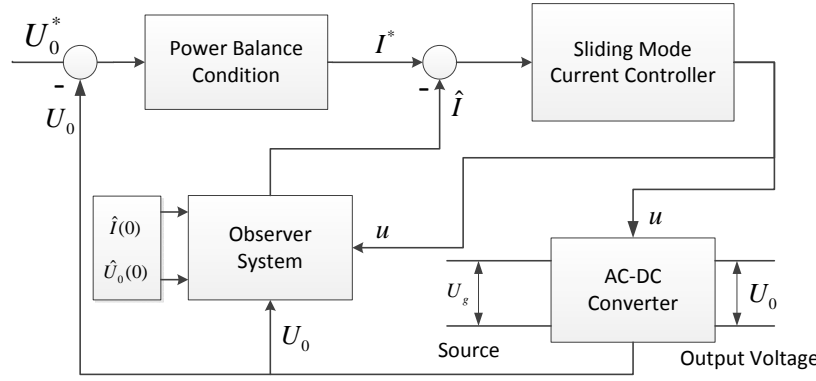 U₀*
Power Balance
Condition
I*
Sliding Mode
Current Controller
-
U₀
-
Î
Î(0)
Û₀(0)
Observer
System
u
u
U_g
AC-DC
Converter
U₀
U₀
Source
Output Voltage